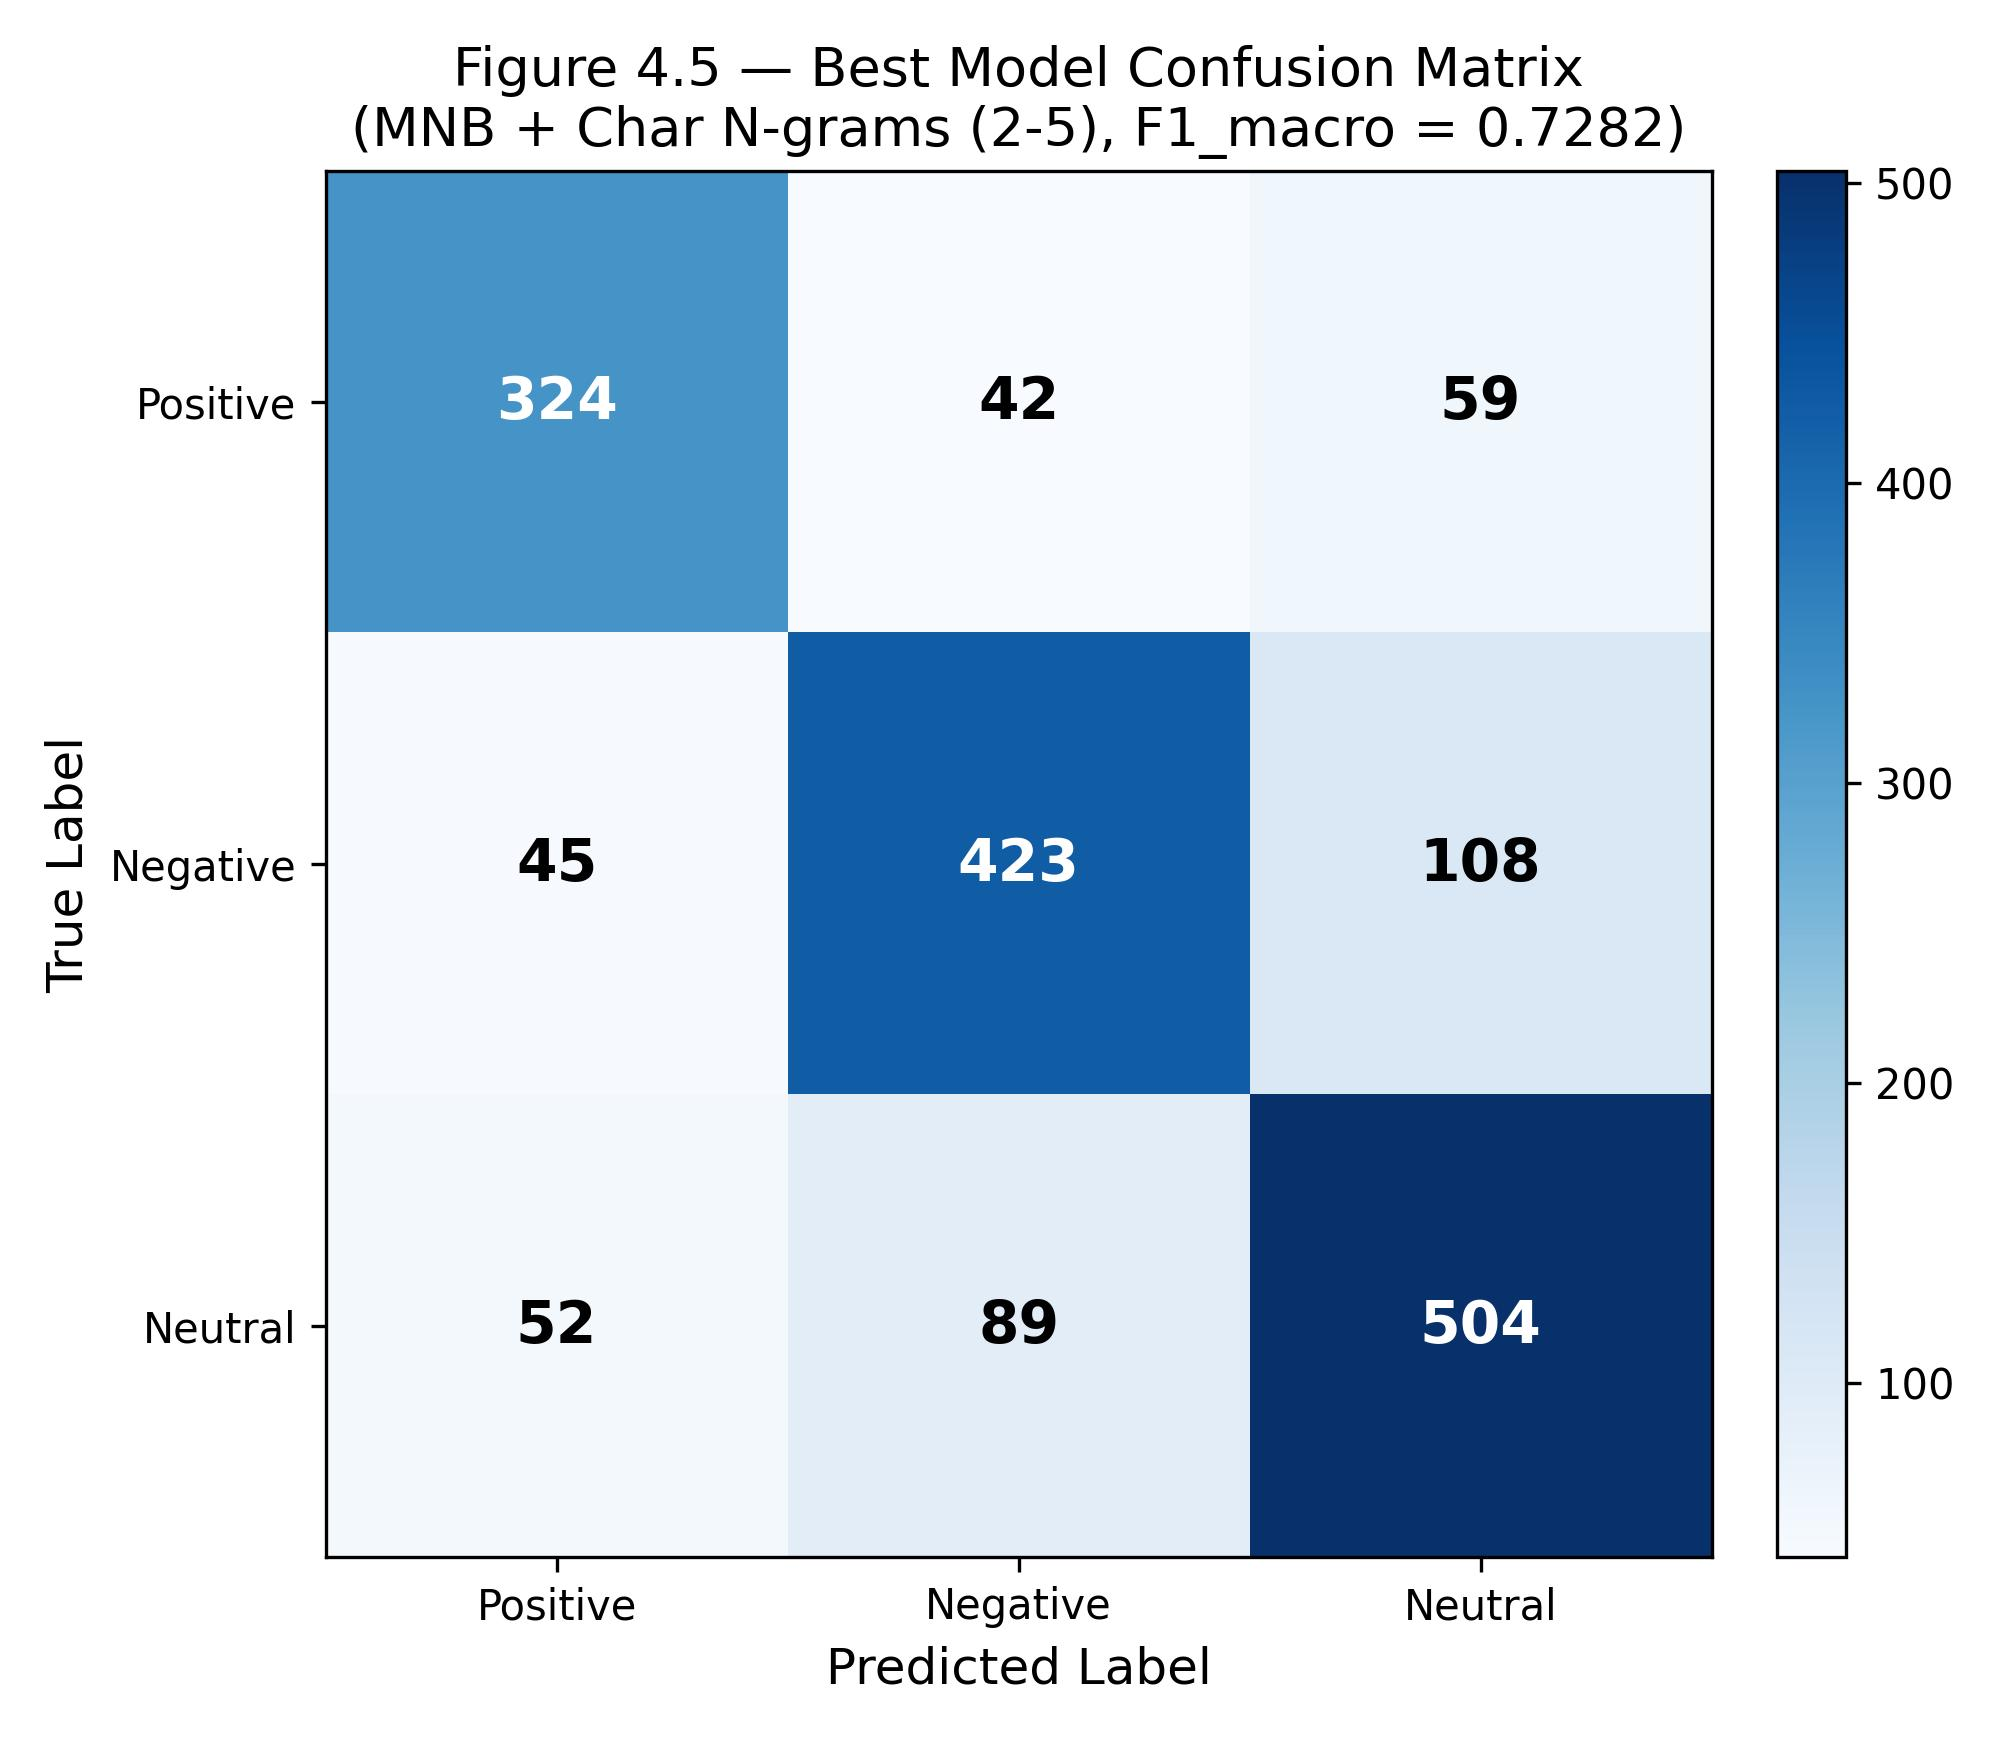 Figure 4.5 — Best Model Confusion Matrix
(MNB + Char N-grams (2-5), F1_macro = 0.7282)
True Label
Positive
324
42
59
Negative
45
423
108
Neutral
52
89
504
Positive
Negative
Neutral
Predicted Label
500
400
300
200
100